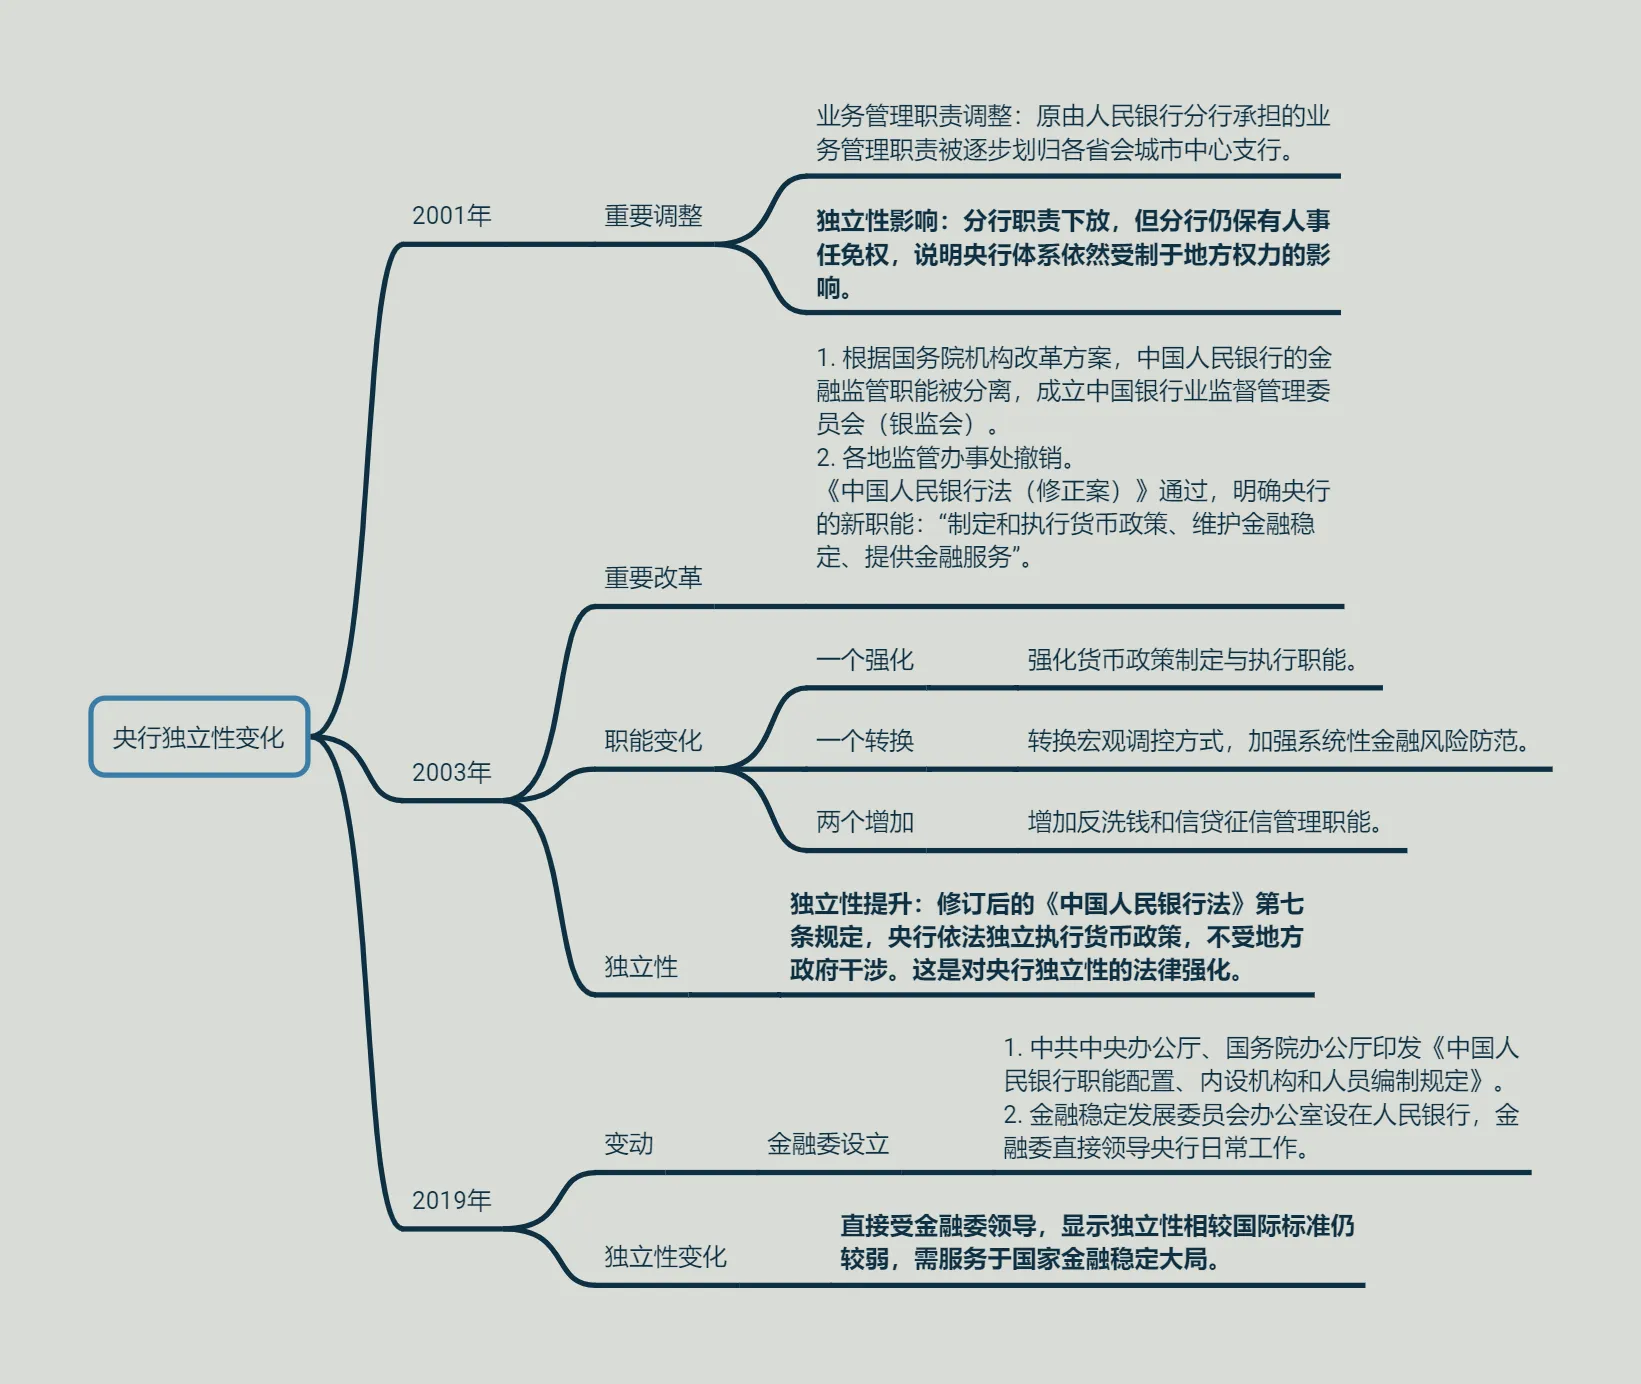 央行独立性变化
2001年
重要调整
业务管理职责调整：原由人民银行分行承担的业
务管理职责被逐步划归各省会城市中心支行。
独立性影响：分行职责下放，但分行仍保有人事
任免权，说明央行体系依然受制于地方权力的影
响。
2003年
重要改革
1. 根据国务院机构改革方案，中国人民银行的金
融监管职能被分离，成立中国银行业监督管理委
员会（银监会）。
2. 各地监管办事处撤销。
《中国人民银行法（修正案）》通过，明确央行
的新职能：“制定和执行货币政策、维护金融稳
定、提供金融服务”。
职能变化
一个强化
强化货币政策制定与执行职能。
一个转换
转换宏观调控方式，加强系统性金融风险防范。
两个增加
增加反洗钱和信贷征信管理职能。
独立性
独立性提升：修订后的《中国人民银行法》第七
条规定，央行依法独立执行货币政策，不受地方
政府干涉。这是对央行独立性的法律强化。
2019年
变动
金融委设立
1. 中共中央办公厅、国务院办公厅印发《中国人
民银行职能配置、内设机构和人员编制规定》。
2. 金融稳定发展委员会办公室设在人民银行，金
融委直接领导央行日常工作。
独立性变化
直接受金融委领导，显示独立性相较国际标准仍
较弱，需服务于国家金融稳定大局。